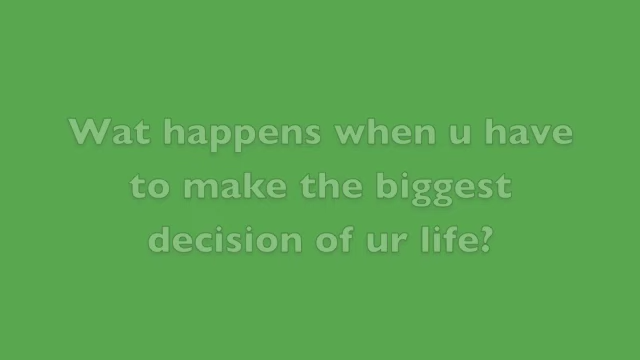 Wat happens when u have
to make the biggest
decision of ur life?